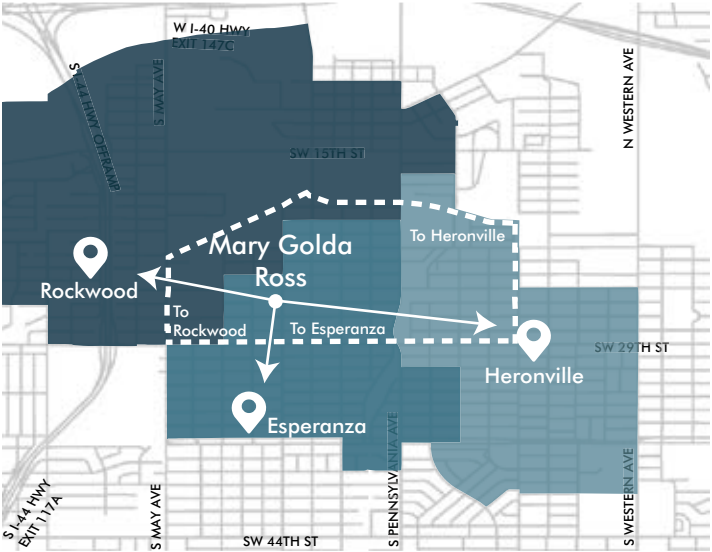 W I-40 HWY
EXIT 147C
S I-44 HWY OFFRAMP
S MAY AVE
N WESTERN AVE
SW 15TH ST
Mary Golda
Ross
To Heronville
Rockwood
To
Rockwood
To Esperanza
SW 29TH ST
Heronville
Esperanza
S PENNSYLVANIA AVE
S WESTERN AVE
S I-44 HWY
EXIT 117A
S MAY AVE
SW 44TH ST